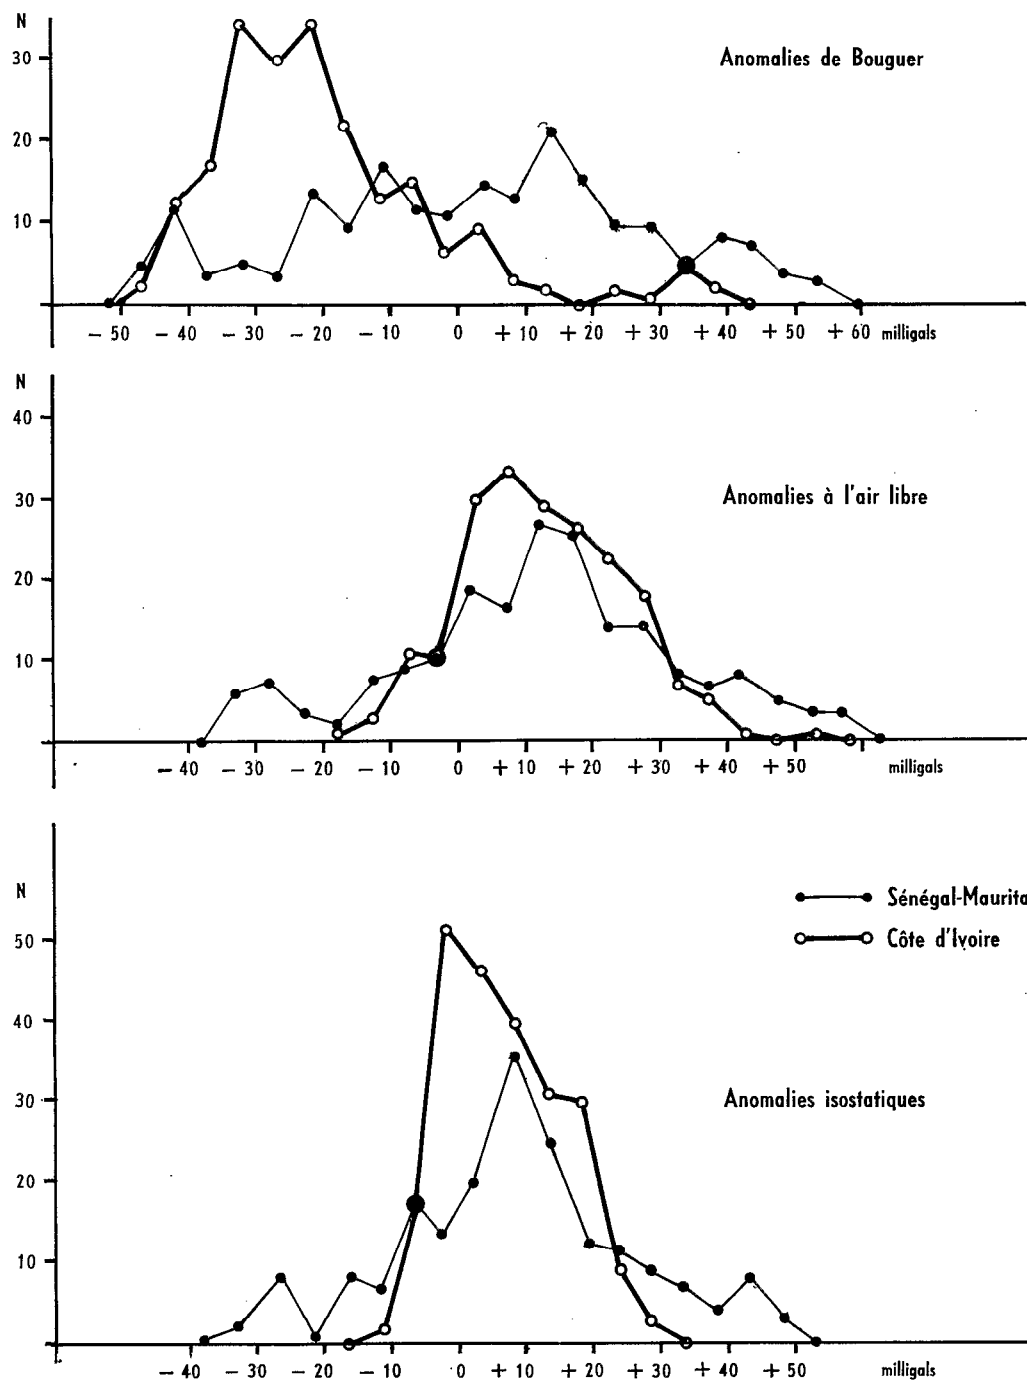 N
Anomalies de Bouguer
30
20
10
- 50 - 40 - 30 - 20 - 10 0 + 10 + 20 + 30 + 40 + 50 + 60 milligals
N
40
Anomalies à l'air libre
30
20
10
- 40 - 30 - 20 - 10 0 + 10 + 20 + 30 + 40 + 50 milligals
N
Sénégal-Maurita
Côte d'Ivoire
50
40
Anomalies isostatiques
30
20
10
- 40 - 30 - 20 - 10 0 + 10 + 20 + 30 + 40 + 50 milligals